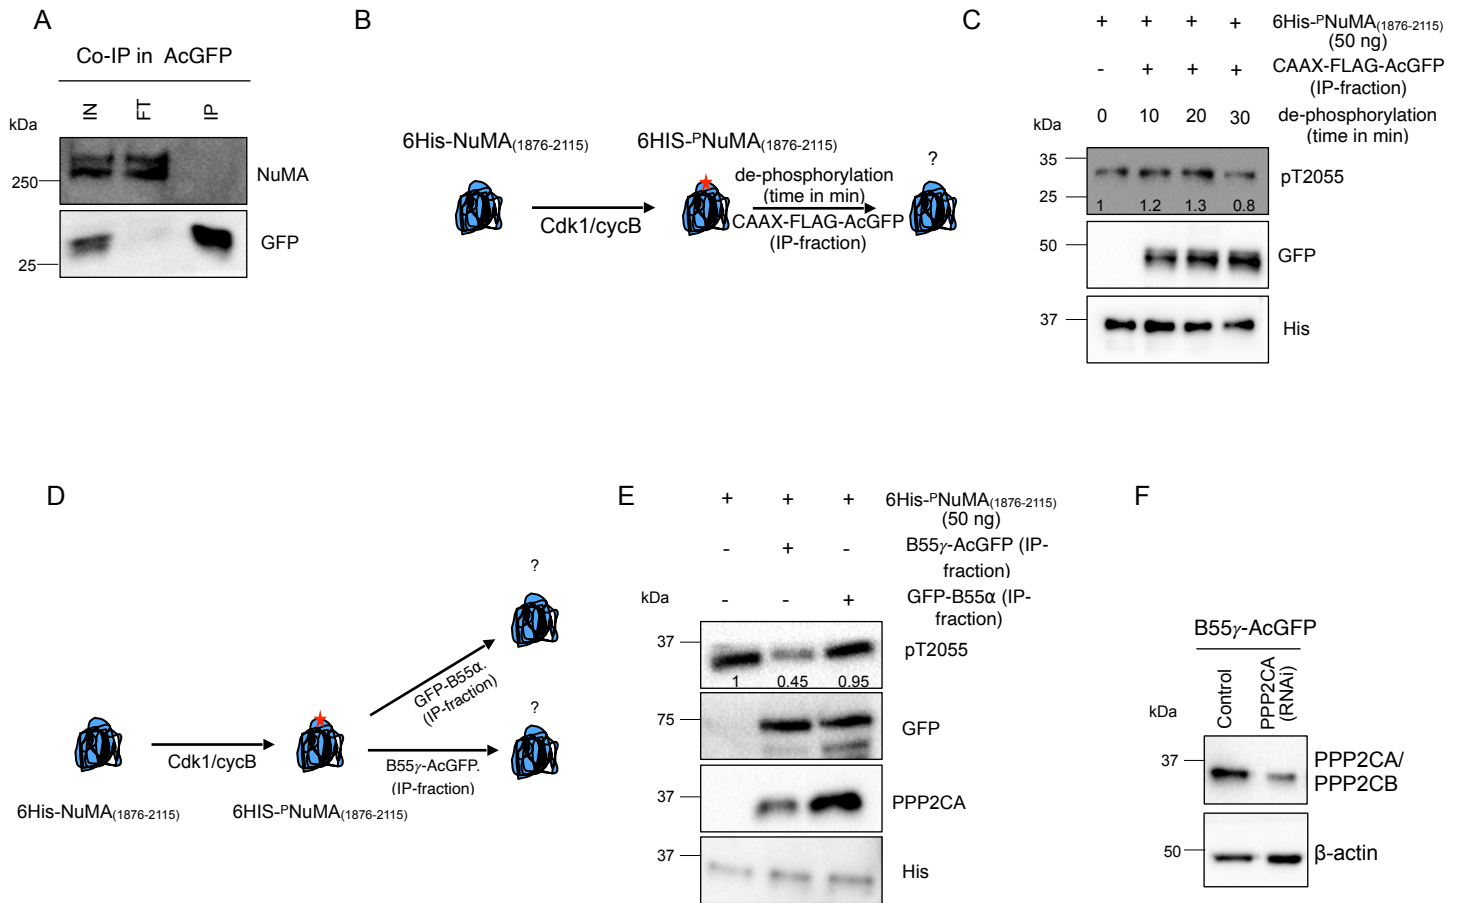 A
Co-IP in AcGFP
IN
FT
IP
kDa
250
NuMA
25
GFP
B
6His-NuMA(1876-2115)
Cdk1/cycB
6HIS-PNuMA(1876-2115)
de-phosphorylation
(time in min)
CAAX-FLAG-AcGFP
(IP-fraction)
?
C
+ + + + 6His-PNuMA(1876-2115)
(50 ng)
- + + + CAAX-FLAG-AcGFP
(IP-fraction)
0 10 20 30 de-phosphorylation
(time in min)
kDa
35
25
1 1.2 1.3 0.8
pT2055
50
GFP
37
His
D
6His-NuMA(1876-2115)
Cdk1/cycB
6HIS-PNuMA(1876-2115)
GFP-B55α.
(IP-fraction)
?
B55γ-AcGFP.
(IP-fraction)
?
E
+ + + 6His-PNuMA(1876-2115)
(50 ng)
- + - B55γ-AcGFP (IP-
fraction)
- - + GFP-B55α (IP-
fraction)
kDa
37
1 0.45 0.95
pT2055
75
GFP
37
PPP2CA
37
His
F
B55γ-AcGFP
Control
PPP2CA
(RNAi)
kDa
37
PPP2CA/
PPP2CB
50
β-actin